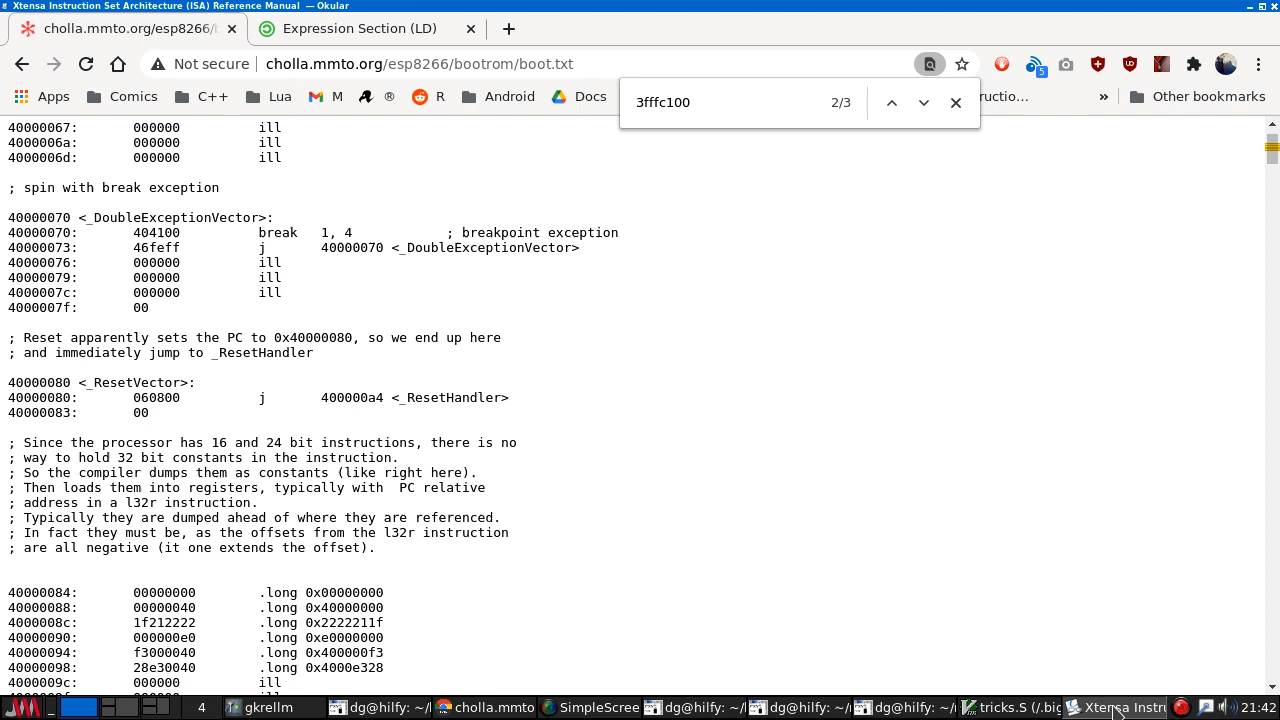 Xtensa Instruction Set Architecture (ISA) Reference Manual — Okular
cholla.mmto.org/esp8266/b
Expression Section (LD)
Not secure
cholla.mmto.org/esp8266/bootrom/boot.txt
5
Apps
Comics
C++
Lua
M
R
Android
Docs
Other bookmarks
3fffc100 2/3
40000067: 000000 ill
4000006a: 000000 ill
4000006d: 000000 ill
; spin with break exception
40000070 <_DoubleExceptionVector>:
40000070: 404100 break 1, 4 ; breakpoint exception
40000073: 46feff j 40000070 <_DoubleExceptionVector>
40000076: 000000 ill
40000079: 000000 ill
4000007c: 000000 ill
4000007f: 00
; Reset apparently sets the PC to 0x40000080, so we end up here
; and immediately jump to _ResetHandler
40000080 <_ResetVector>:
40000080: 060800 j 400000a4 <_ResetHandler>
40000083: 00
; Since the processor has 16 and 24 bit instructions, there is no
; way to hold 32 bit constants in the instruction.
; So the compiler dumps them as constants (like right here).
; Then loads them into registers, typically with  PC relative
; address in a l32r instruction.
; Typically they are dumped ahead of where they are referenced.
; In fact they must be, as the offsets from the l32r instruction
; are all negative (it one extends the offset).
40000084: 00000000 .long 0x00000000
40000088: 00000040 .long 0x40000000
4000008c: 1f212222 .long 0x2222211f
40000090: 000000e0 .long 0xe0000000
40000094: f3000040 .long 0x400000f3
40000098: 28e30040 .long 0x4000e328
4000009c: 000000 ill
4
gkrellm
dg@hilfy: ~/
cholla.mmto
SimpleScree
dg@hilfy: ~/
dg@hilfy: ~/
dg@hilfy: ~/
tricks.S (/.big
Xtensa Instru
21:42